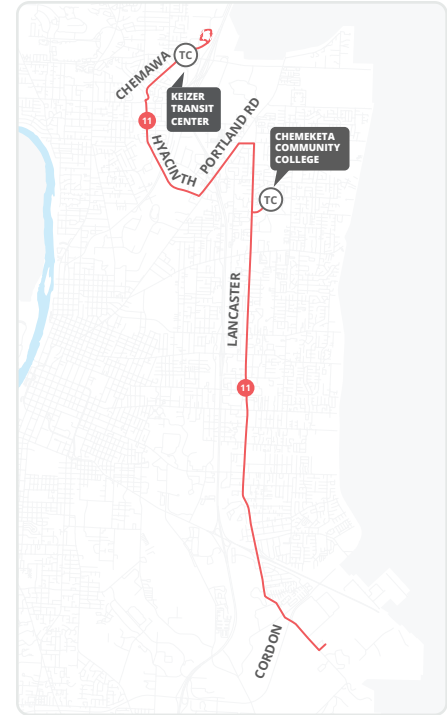 TC
CHEMAWA
KEIZER
TRANSIT
CENTER
11
HYACINTH
PORTLAND RD
CHEMEKETA
COMMUNITY
COLLEGE
TC
LANCASTER
11
CORDON